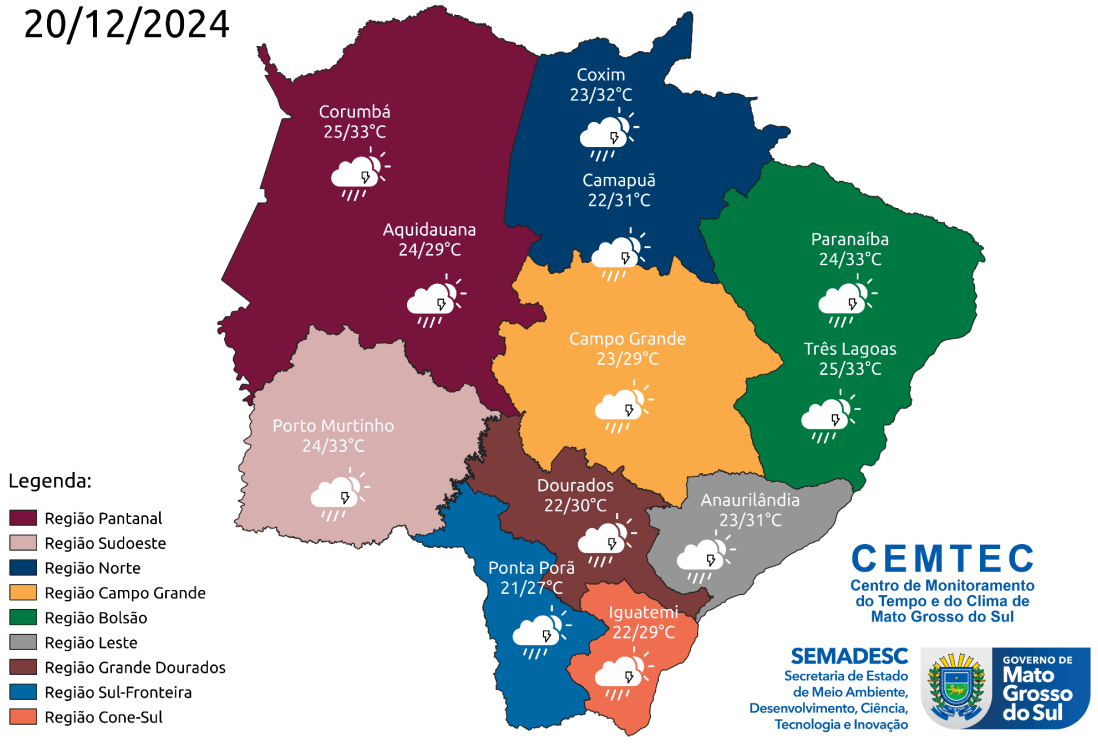 20/12/2024
Coxim
23/32°C
Corumbá
25/33°C
Camapuã
22/31°C
Aquidauana
24/29°C
Paranaíba
24/33°C
Campo Grande
23/29°C
Três Lagoas
25/33°C
Porto Murtinho
24/33°C
Dourados
22/30°C
Anaurilândia
23/31°C
Ponta Porã
21/27°C
Iguatemi
22/29°C
Legenda:
Região Pantanal
Região Sudoeste
Região Norte
Região Campo Grande
Região Bolsão
Região Leste
Região Grande Dourados
Região Sul-Fronteira
Região Cone-Sul
CEMTEC
Centro de Monitoramento
do Tempo e do Clima de
Mato Grosso do Sul
SEMADESC
Secretaria de Estado
de Meio Ambiente,
Desenvolvimento, Ciência,
Tecnologia e Inovação
GOVERNO DE
Mato
Grosso
do Sul